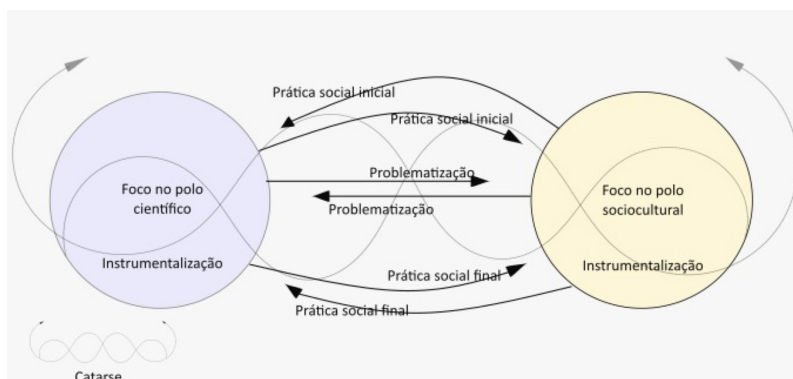 Prática social inicial
Prática social inicial
Problematização
Foco no polo
científico
Foco no polo
sociocultural
Problematização
Instrumentalização
Instrumentalização
Prática social final
Prática social final
Catarse